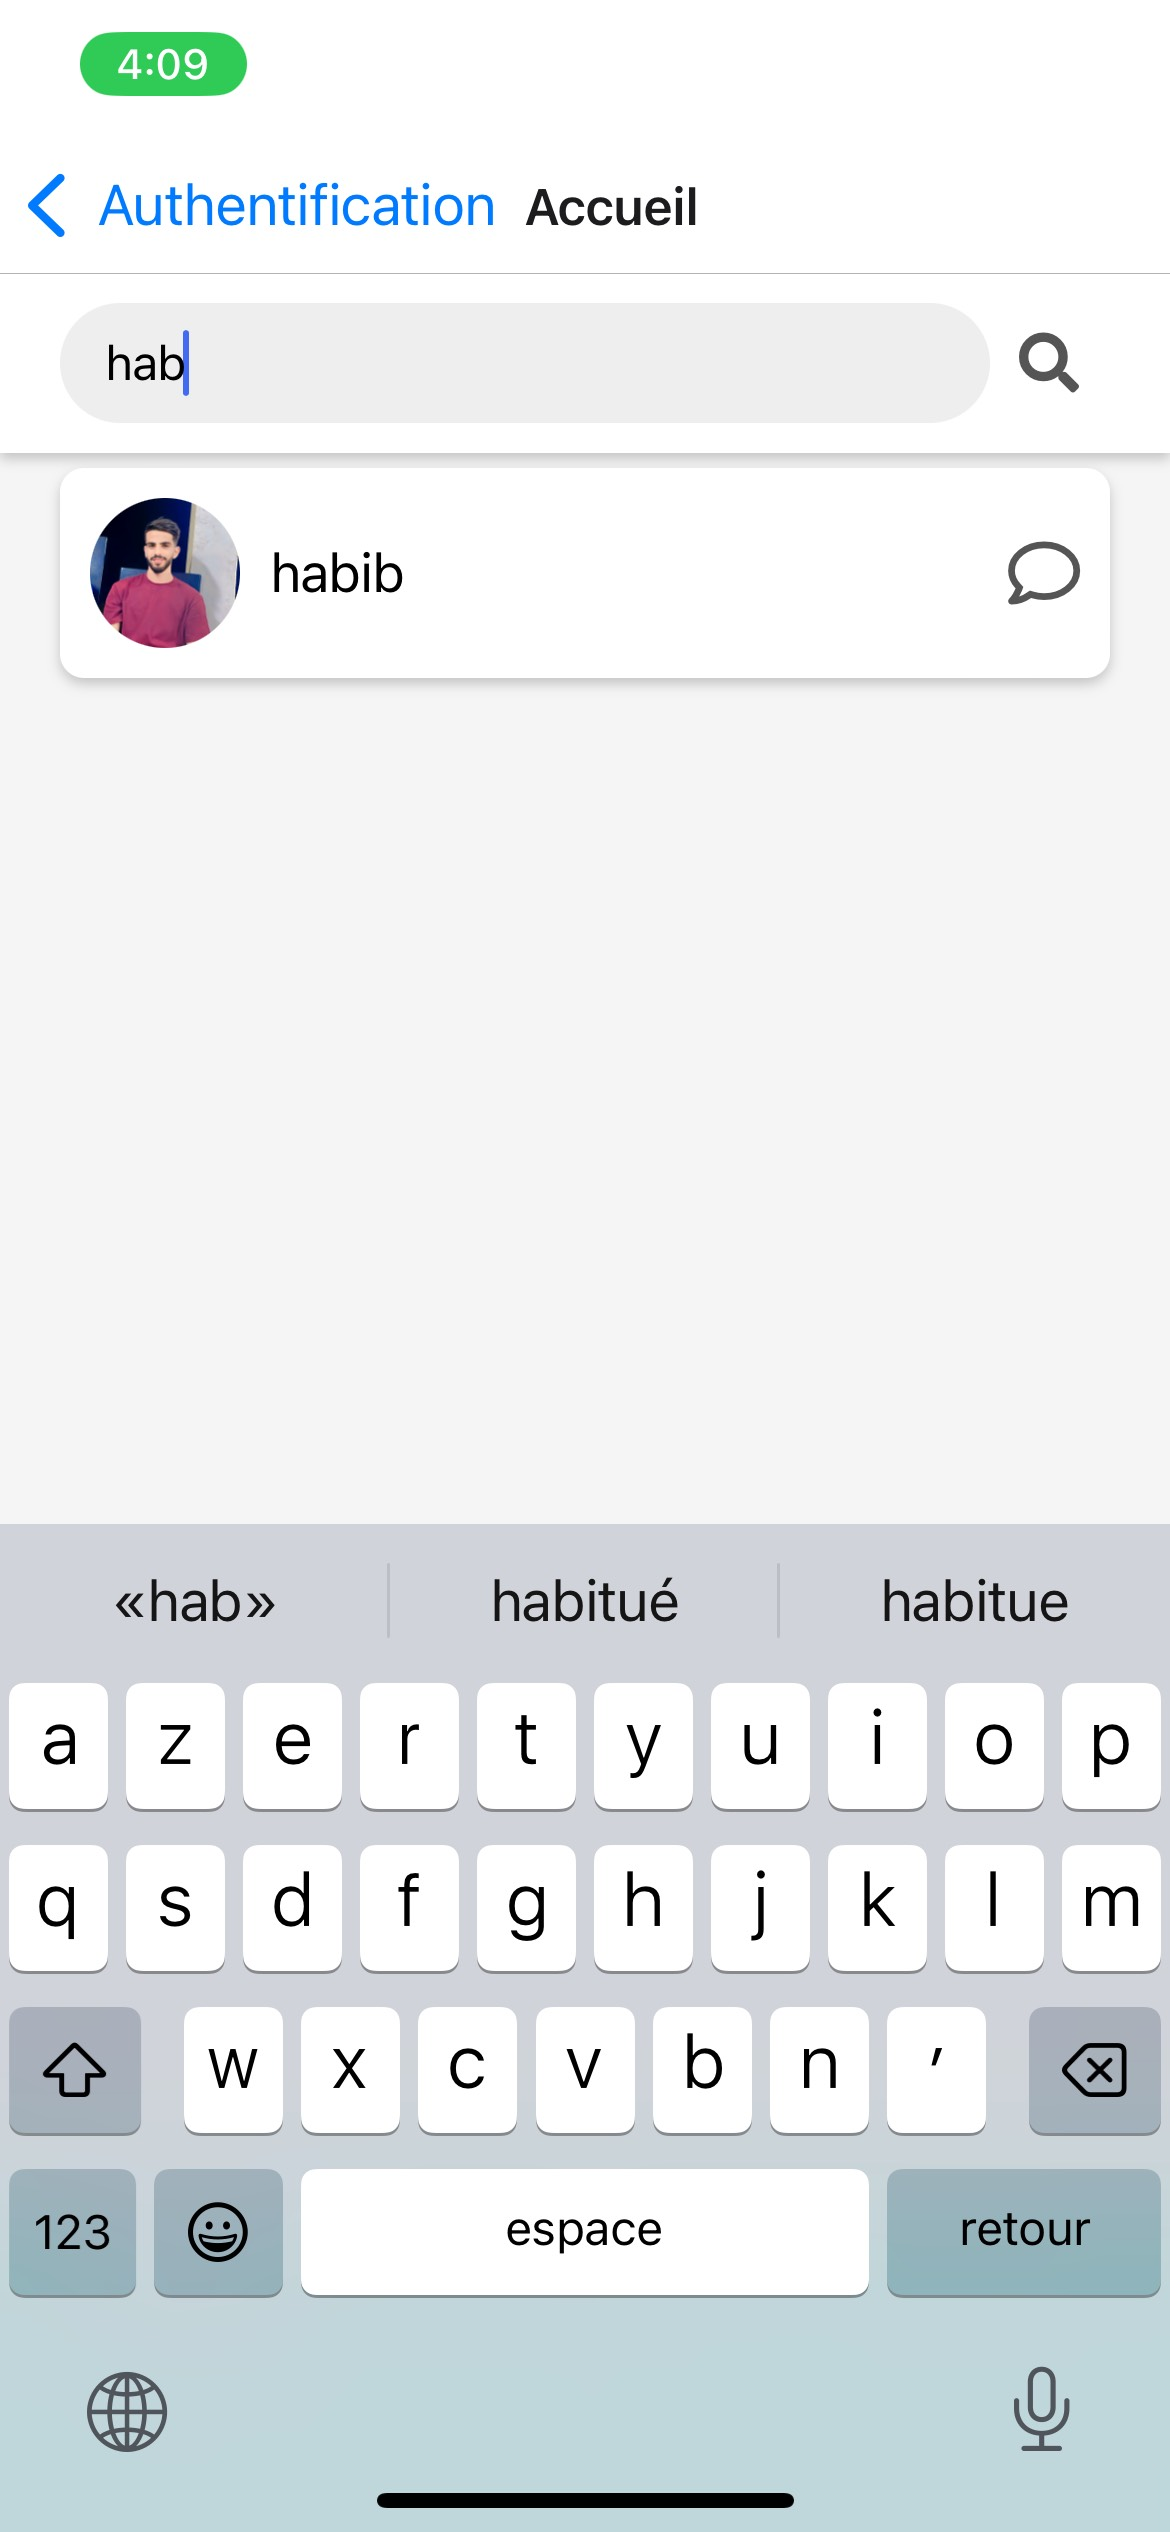 4:09
Authentification Accueil
hab
habib
«hab» habitué habitue
a z e r t y u i o p
q s d f g h j k l m
w x c v b n ′
123 espace retour